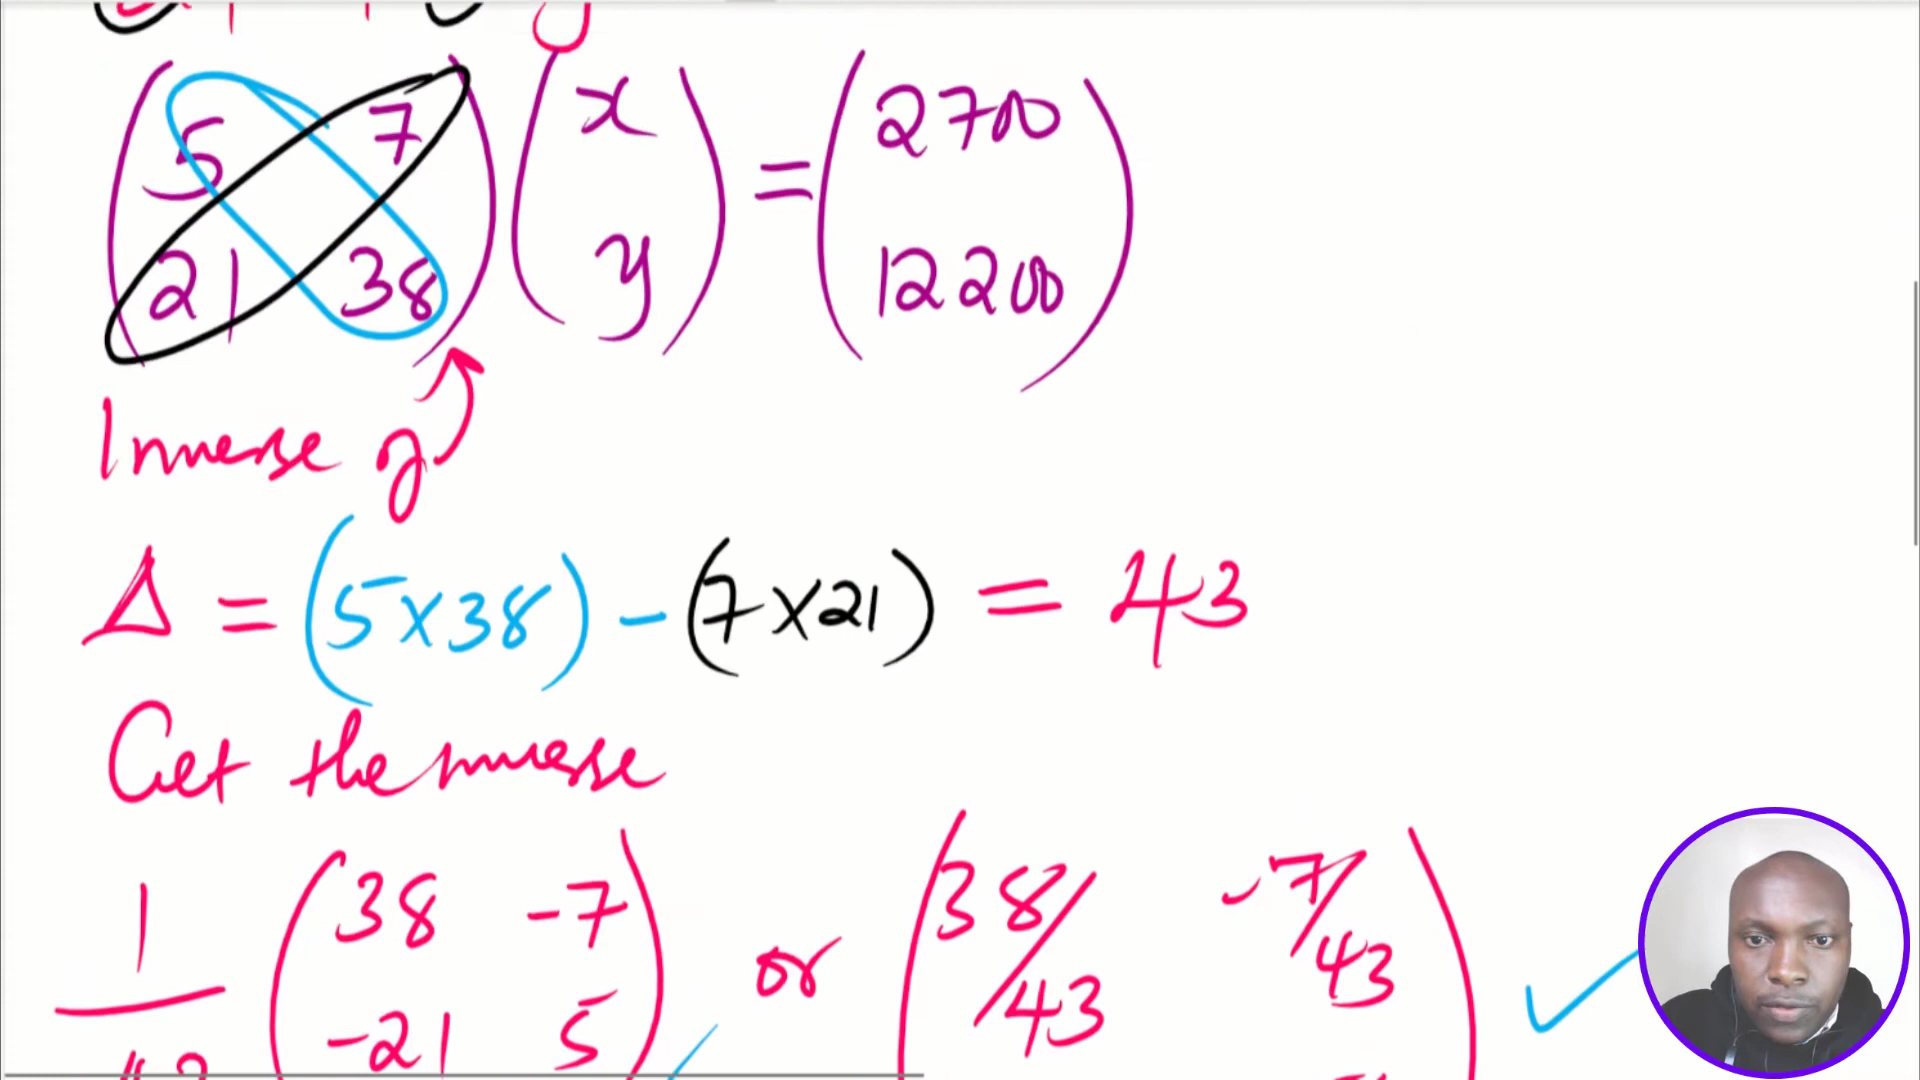 ( 5 7 ) ( x ) = ( 2700 )
( 21 38 ) ( y ) ( 12200 )
Inverse of
Δ = (5×38) - (7×21) = 43
Get the inverse
1 ( 38 -7 ) or ( 38/43 -7/43 )
( -21 5 )